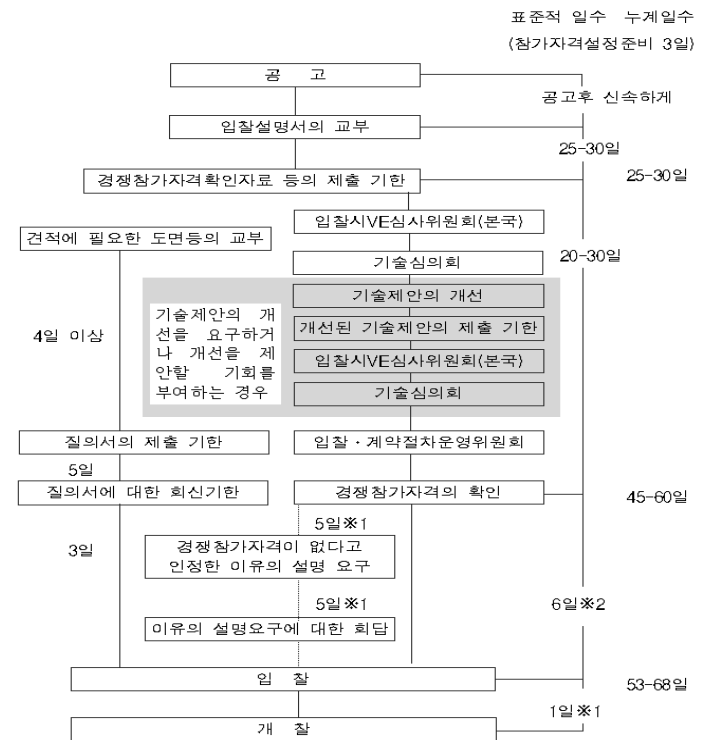 표준적 일수 누계일수
(참가자격설정준비 3일)
공 고
공고후 신속하게
입찰설명서의 교부
25-30일
경쟁참가자격확인자료 등의 제출 기한
25-30일
입찰시VE심사위원회(본국)
견적에 필요한 도면등의 교부
기술심의회
20-30일
기술제안의 개선
기술제안의 개
선을 요구하거
나 개선을 제
안할 기회를
부여하는 경우
4일 이상
개선된 기술제안의 제출 기한
입찰시VE심사위원회(본국)
기술심의회
질의서의 제출 기한
입찰·계약절차운영위원회
5일
질의서에 대한 회신기한
경쟁참가자격의 확인
45-60일
5일※1
3일
경쟁참가자격이 없다고
인정한 이유의 설명 요구
5일※1
6일※2
이유의 설명요구에 대한 회답
입 찰
53-68일
1일※1
개 찰